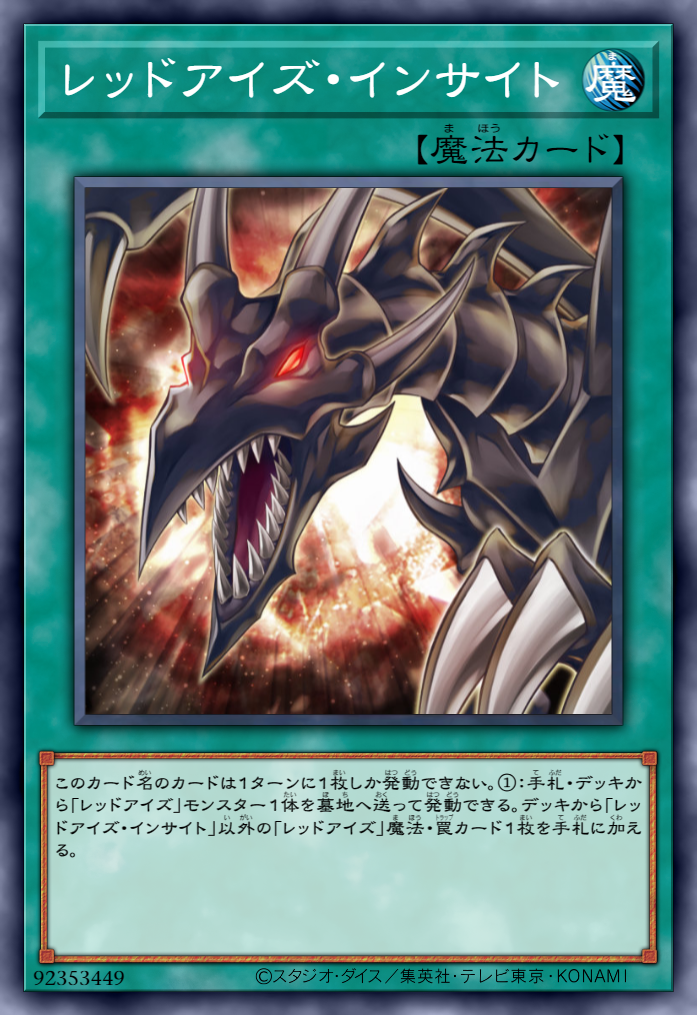 レッドアイズ・インサイト 魔
【魔法カード】
このカード名のカードは1ターンに1枚しか発動できない。①:手札・デッキか
ら「レッドアイズ」モンスター1体を墓地へ送って発動できる。デッキから「レッ
ドアイズ・インサイト」以外の「レッドアイズ」魔法・罠カード1枚を手札に加え
る。
92353449 ©スタジオ・ダイス/集英社・テレビ東京・KONAMI